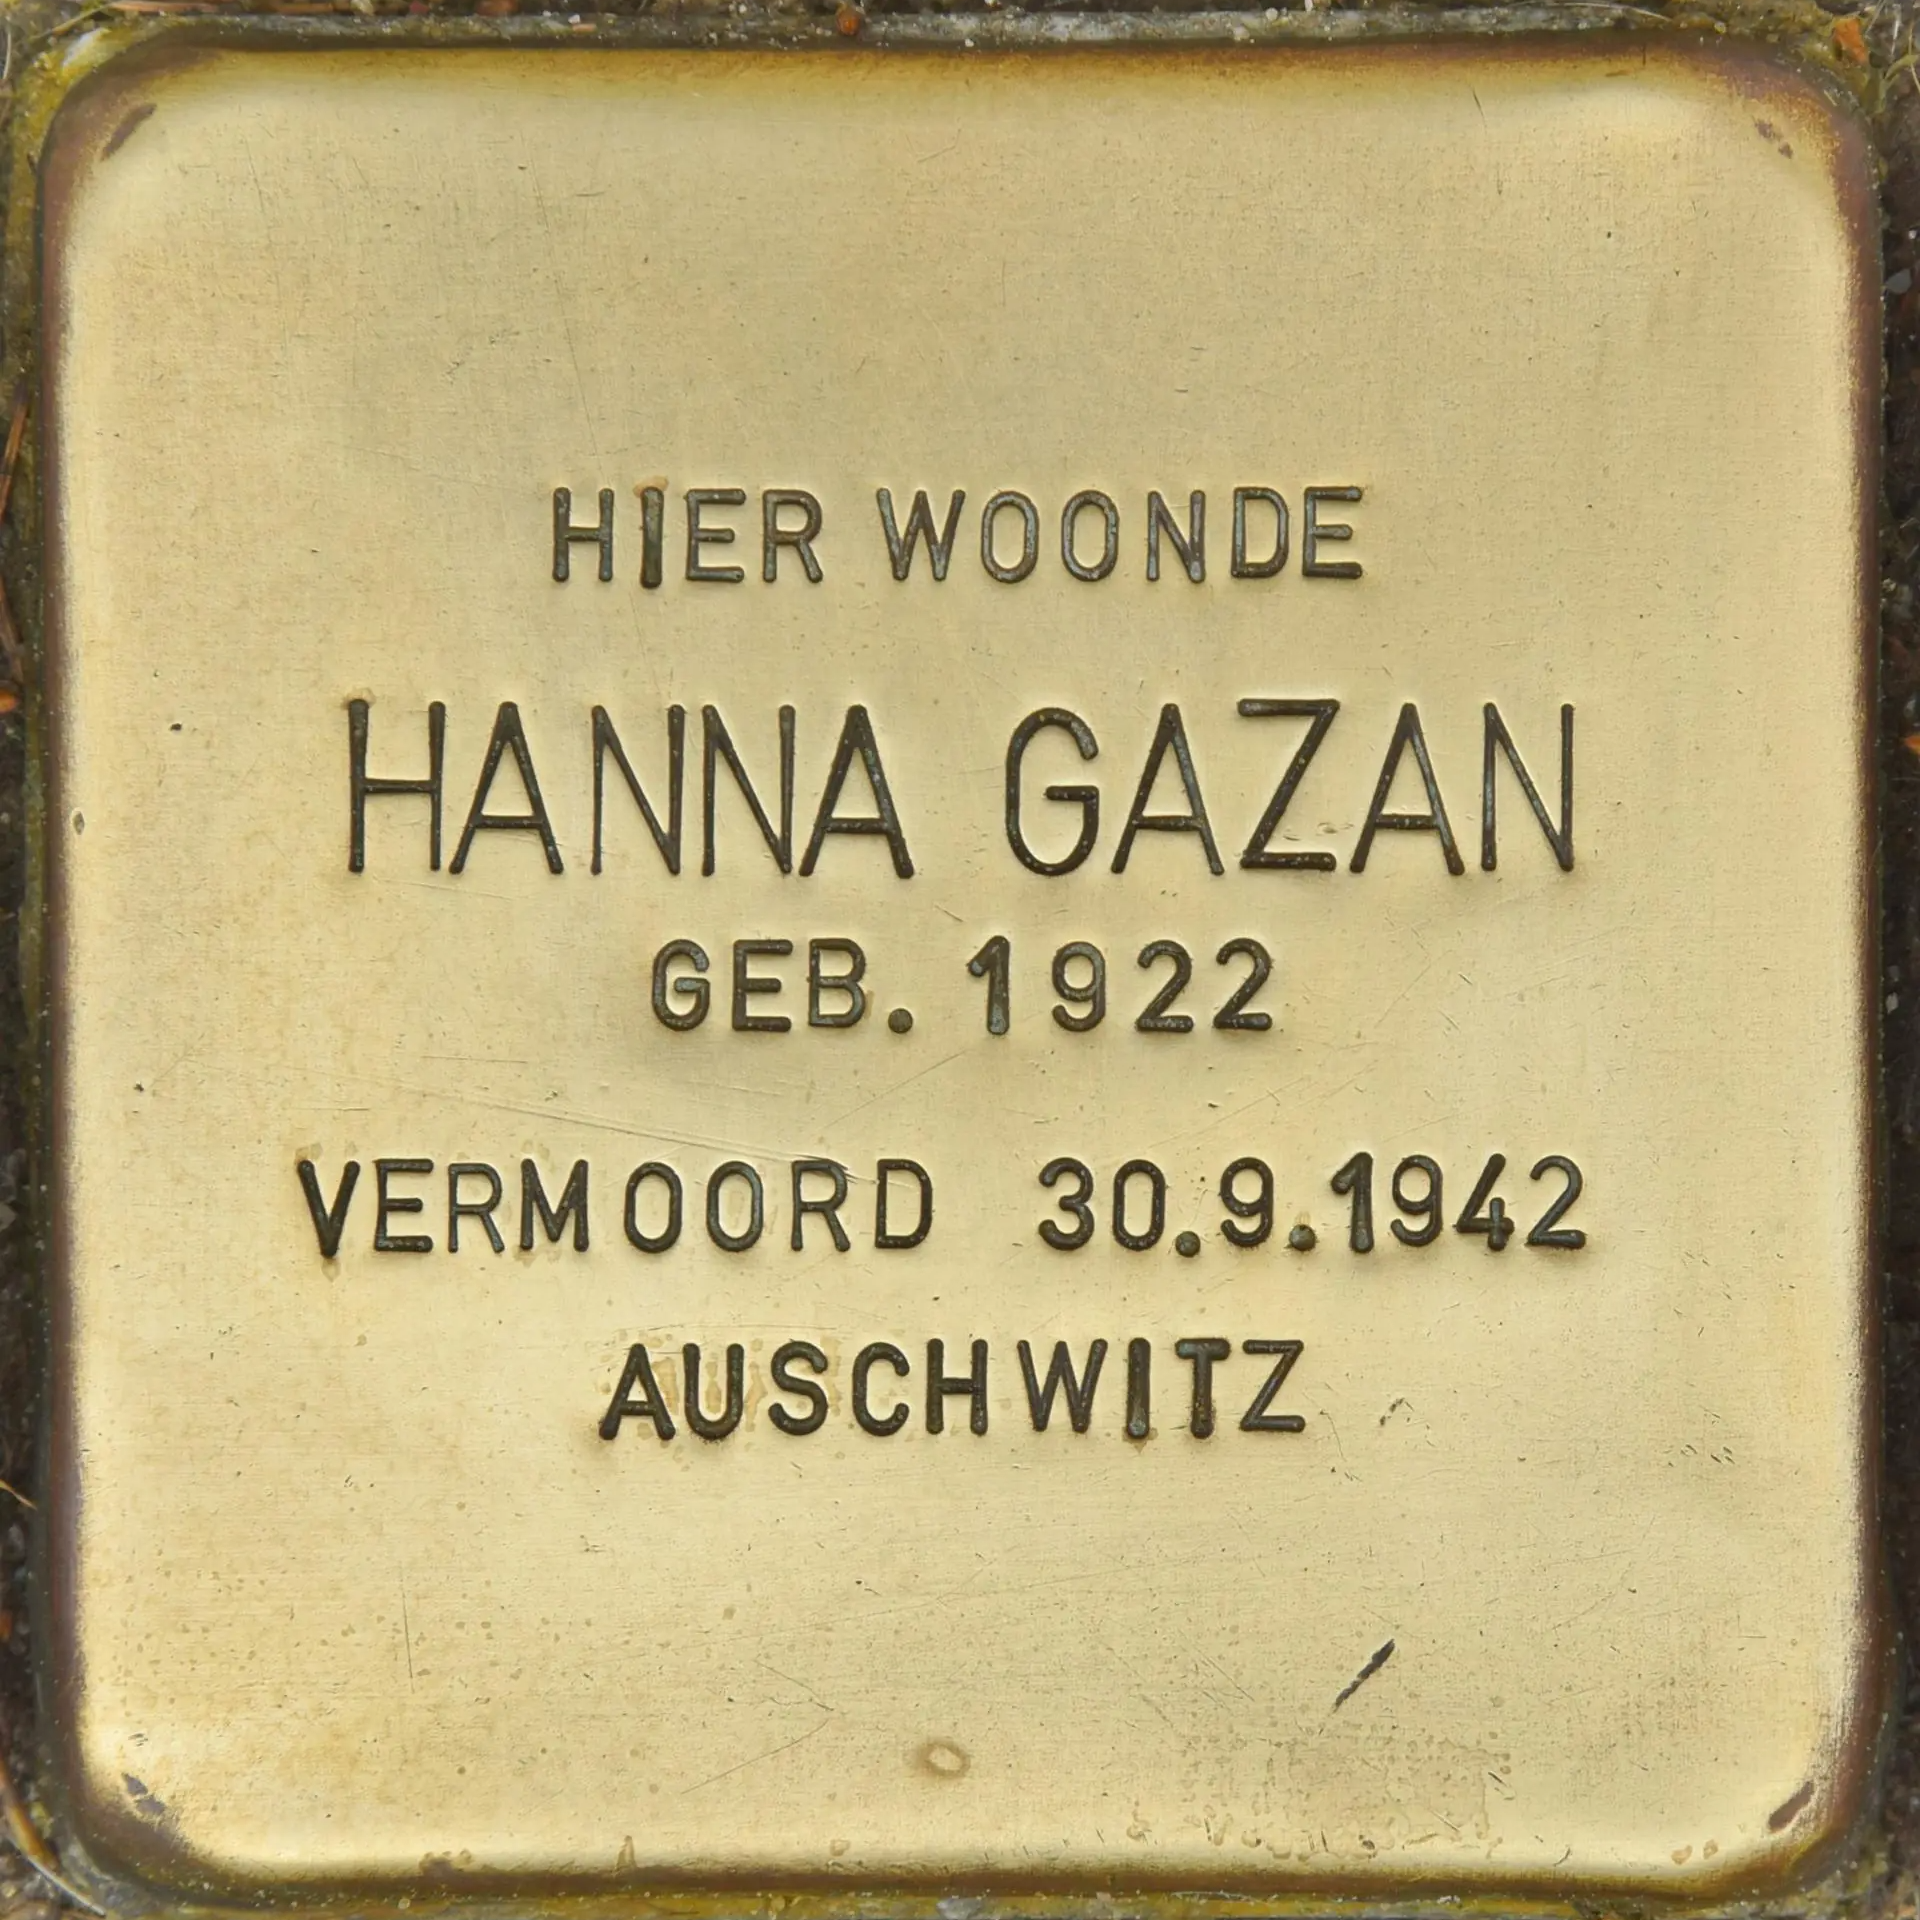 HIER WOONDE
HANNA GAZAN
GEB. 1922
VERMOORD 30.9.1942
AUSCHWITZ